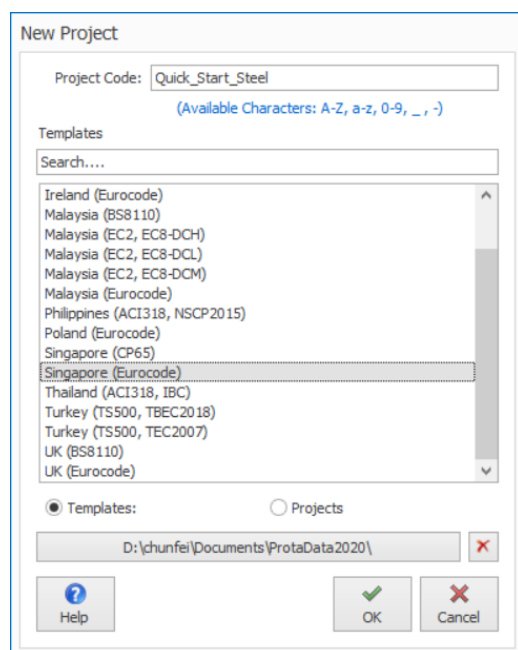 New Project
Project Code: Quick_Start_Steel
(Available Characters: A-Z, a-z, 0-9, _ , -)
Templates
Search....
Ireland (Eurocode)
Malaysia (BS8110)
Malaysia (EC2, EC8-DCH)
Malaysia (EC2, EC8-DCL)
Malaysia (EC2, EC8-DCM)
Malaysia (Eurocode)
Philippines (ACI318, NSCP2015)
Poland (Eurocode)
Singapore (CP65)
Singapore (Eurocode)
Thailand (ACI318, IBC)
Turkey (TS500, TBEC2018)
Turkey (TS500, TEC2007)
UK (BS8110)
UK (Eurocode)
Templates: Projects
D:\chunfei\Documents\ProtaData2020\
Help OK Cancel